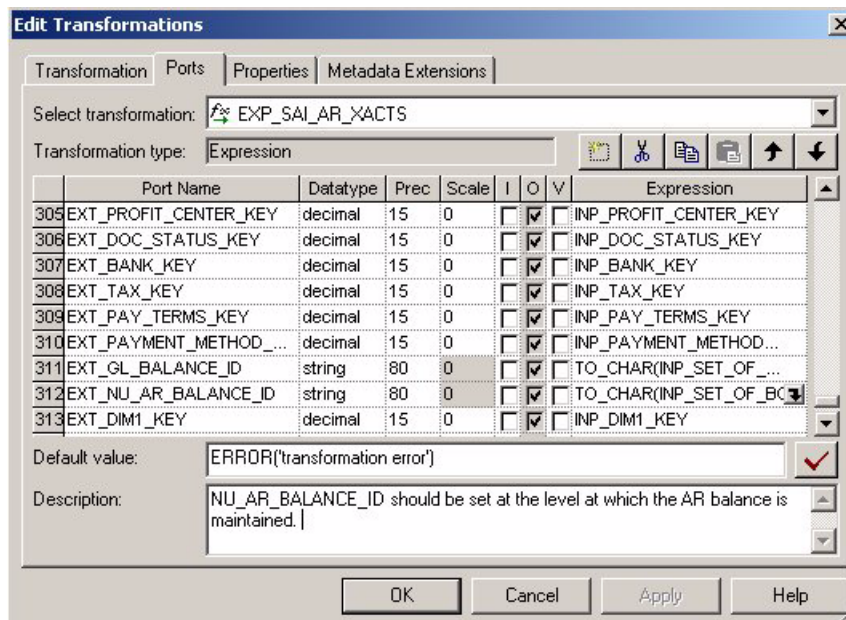 Edit Transformations
Transformation Ports Properties Metadata Extensions
Select transformation: EXP_SAI_AR_XACTS
Transformation type: Expression
Port Name Datatype Prec Scale I O V Expression
305 EXT_PROFIT_CENTER_KEY decimal 15 0 INP_PROFIT_CENTER_KEY
306 EXT_DOC_STATUS_KEY decimal 15 0 INP_DOC_STATUS_KEY
307 EXT_BANK_KEY decimal 15 0 INP_BANK_KEY
308 EXT_TAX_KEY decimal 15 0 INP_TAX_KEY
309 EXT_PAY_TERMS_KEY decimal 15 0 INP_PAY_TERMS_KEY
310 EXT_PAYMENT_METHOD_... decimal 15 0 INP_PAYMENT_METHOD...
311 EXT_GL_BALANCE_ID string 80 0 TO_CHAR(INP_SET_OF_...
312 EXT_NU_AR_BALANCE_ID string 80 0 TO_CHAR(INP_SET_OF_BO
313 EXT_DIM1_KEY decimal 15 0 INP_DIM1_KEY
Default value: ERROR('transformation error')
Description: NU_AR_BALANCE_ID should be set at the level at which the AR balance is
maintained.
OK Cancel Apply Help